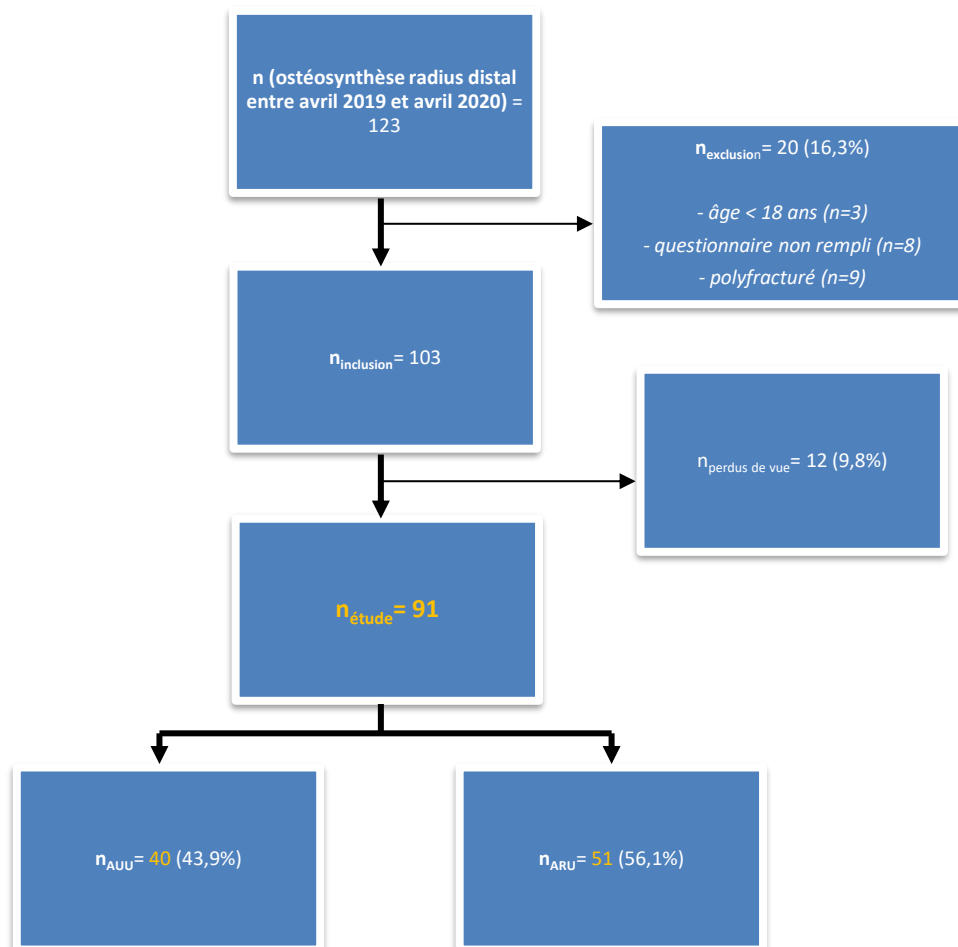 n (ostéosynthèse radius distal
entre avril 2019 et avril 2020) =
123
nexclusion= 20 (16,3%)
- âge < 18 ans (n=3)
- questionnaire non rempli (n=8)
- polyfracturé (n=9)
ninclusion= 103
nperdus de vue= 12 (9,8%)
nétude= 91
nAUU= 40 (43,9%)
nARU= 51 (56,1%)